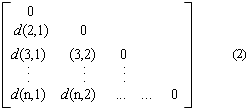 0
d(2,1) 0
d(3,1) (3,2) 0 (2)
⋮ ⋮ ⋮
d(n,1) d(n,2) ... ... 0